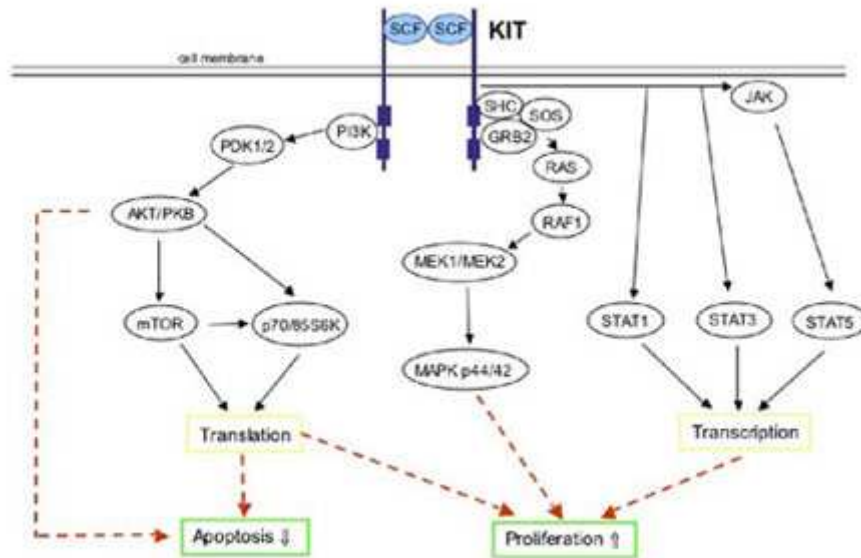 SCF SCF KIT
cell membrane
JAK
SHC
SOS
PI3K
GRB2
PDK1/2
RAS
AKT/PKB
RAF1
MEK1/MEK2
mTOR
p70/85S6K
STAT1
STAT3
STAT5
MAPK p44/42
Translation
Transcription
Apoptosis ⇩
Proliferation ⇧